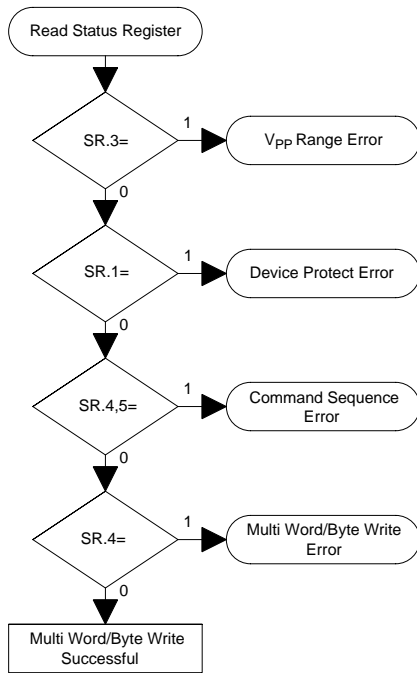 Read Status Register
SR.3=
1
VPP Range Error
0
SR.1=
1
Device Protect Error
0
SR.4,5=
1
Command Sequence
Error
0
SR.4=
1
Multi Word/Byte Write
Error
0
Multi Word/Byte Write
Successful